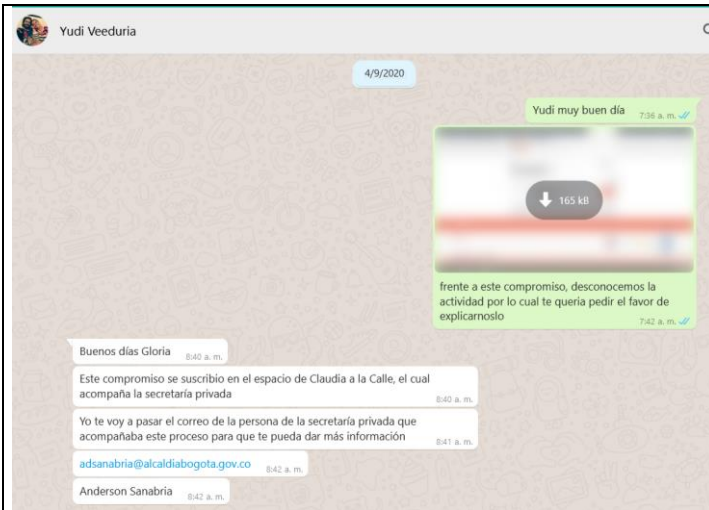 Yudi Veeduria
4/9/2020
Yudi muy buen día 7:36 a. m.
165 kB
frente a este compromiso, desconocemos la
actividad por lo cual te queria pedir el favor de
explicarnoslo
7:42 a. m.
Buenos días Gloria 8:40 a. m.
Este compromiso se suscribio en el espacio de Claudia a la Calle, el cual
acompaña la secretaría privada
8:40 a. m.
Yo te voy a pasar el correo de la persona de la secretaría privada que
acompañaba este proceso para que te pueda dar más información
8:41 a. m.
adsanabria@alcaldiabogota.gov.co 8:42 a. m.
Anderson Sanabria 8:42 a. m.